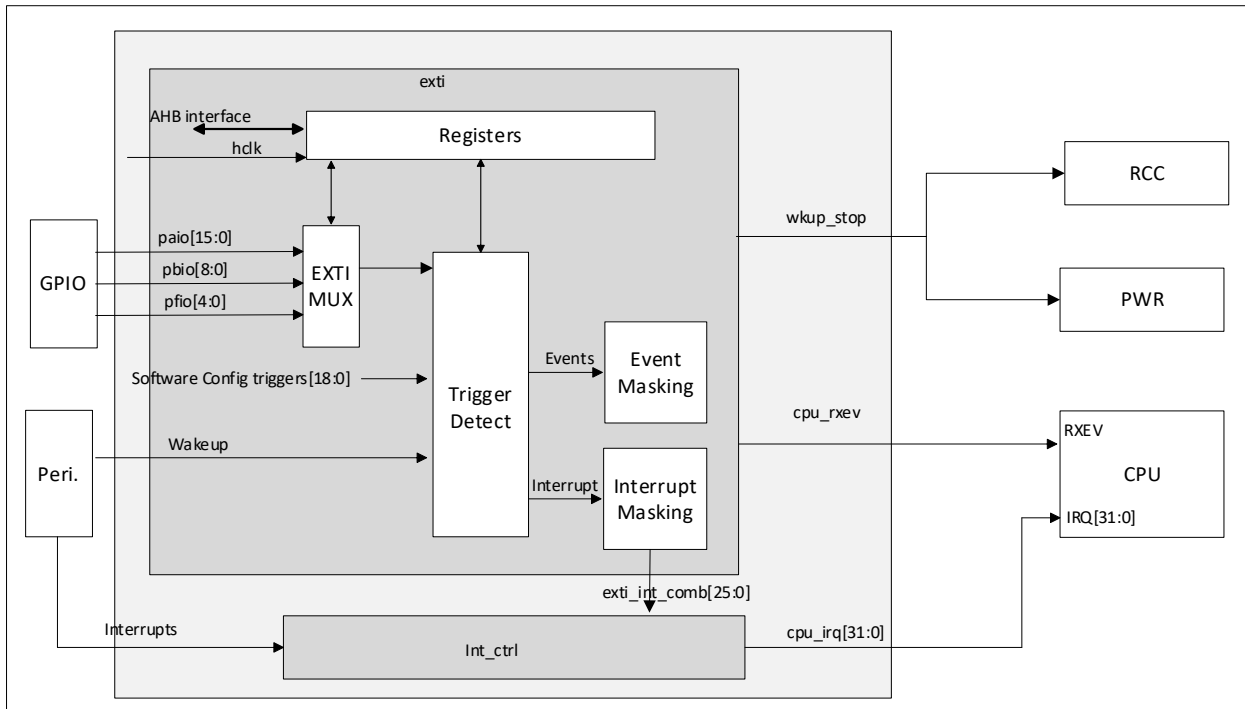 exti
AHB interface
Registers
hclk
RCC
wkup_stop
paio[15:0]
GPIO
pbio[8:0]
EXTI
MUX
pfio[4:0]
PWR
Events
Event
Masking
Software Config triggers[18:0]
Trigger
Detect
cpu_rxev
RXEV
Peri.
Wakeup
CPU
Interrupt
Interrupt
Masking
IRQ[31:0]
exti_int_comb[25:0]
Interrupts
Int_ctrl
cpu_irq[31:0]